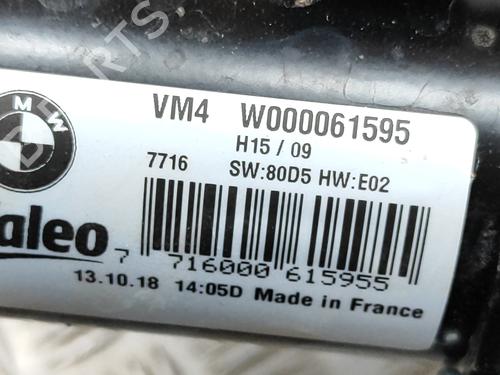 BMW
VM4 W000061595
H15 / 09
7716 SW:80D5 HW:E02
aleo
7 716000 615955
13.10.18 14:05D Made in France